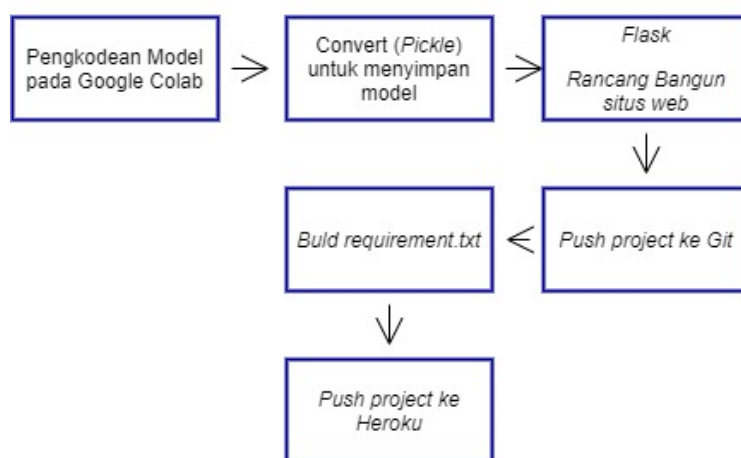 Pengkodean Model
pada Google Colab
Convert (Pickle)
untuk menyimpan
model
Flask
Rancang Bangun
situs web
Push project ke Git
Buld requirement.txt
Push project ke
Heroku